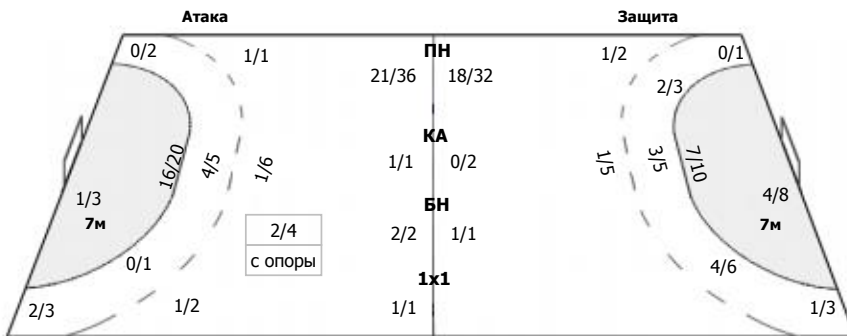 Атака Защита
0/2 1/1 ПН 1/2 0/1
21/36 18/32 2/3
КА
16/20 4/5 1/6 1/1 0/2 1/5 3/5 7/10
1/3 БН 4/8
7м 2/4 2/2 1/1 7м
0/1 с опоры 4/6
1х1
2/3 1/2 1/1 1/3